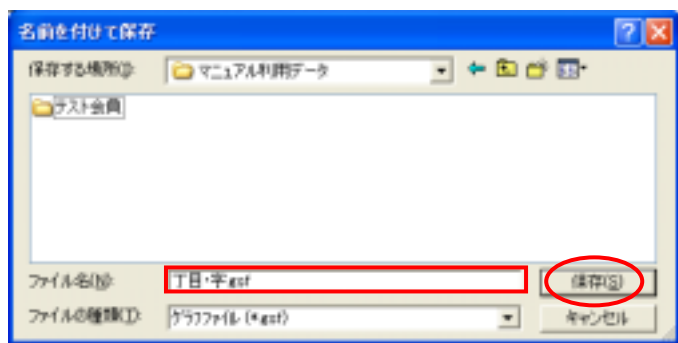 名前を付けて保存
保存する場所(I):
マニュアル利用データ
テスト会員
ファイル名(N):
丁目・字.gsf
保存(S)
ファイルの種類(T):
グラフファイル (*.gsf)
キャンセル